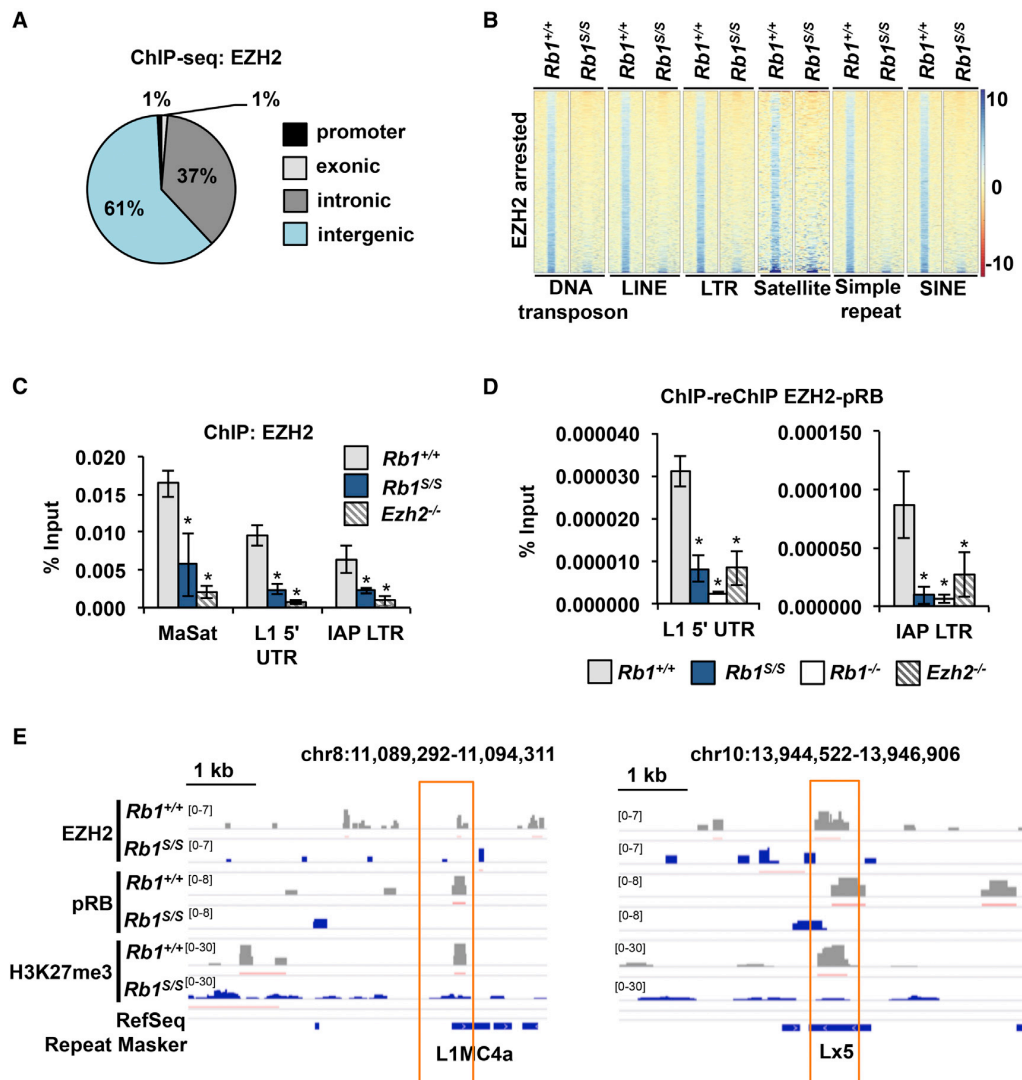 A
ChIP-seq: EZH2
1%
1%
37%
61%
promoter
exonic
intronic
intergenic
B
Rb1+/+
Rb1S/S
Rb1+/+
Rb1S/S
Rb1+/+
Rb1S/S
Rb1+/+
Rb1S/S
Rb1+/+
Rb1S/S
Rb1+/+
Rb1S/S
EZH2 arrested
10
0
-10
DNA transposon
LINE
LTR
Satellite
Simple repeat
SINE
C
ChIP: EZH2
% Input
0.020
0.015
0.010
0.005
0.000
Rb1+/+
Rb1S/S
Ezh2-/-
*
*
*
*
*
*
MaSat
L1 5' UTR
IAP LTR
D
ChIP-reChIP EZH2-pRB
% Input
0.000040
0.000030
0.000020
0.000010
0.000000
*
*
*
L1 5' UTR
0.000150
0.000100
0.000050
0.000000
*
*
*
IAP LTR
Rb1+/+
Rb1S/S
Rb1-/-
Ezh2-/-
E
chr8:11,089,292-11,094,311
1 kb
EZH2
Rb1+/+
[0-7]
Rb1S/S
[0-7]
pRB
Rb1+/+
[0-8]
Rb1S/S
[0-8]
H3K27me3
Rb1+/+
[0-30]
Rb1S/S
[0-30]
RefSeq
Repeat Masker
L1MC4a
chr10:13,944,522-13,946,906
1 kb
[0-7]
[0-7]
[0-8]
[0-8]
[0-30]
[0-30]
Lx5